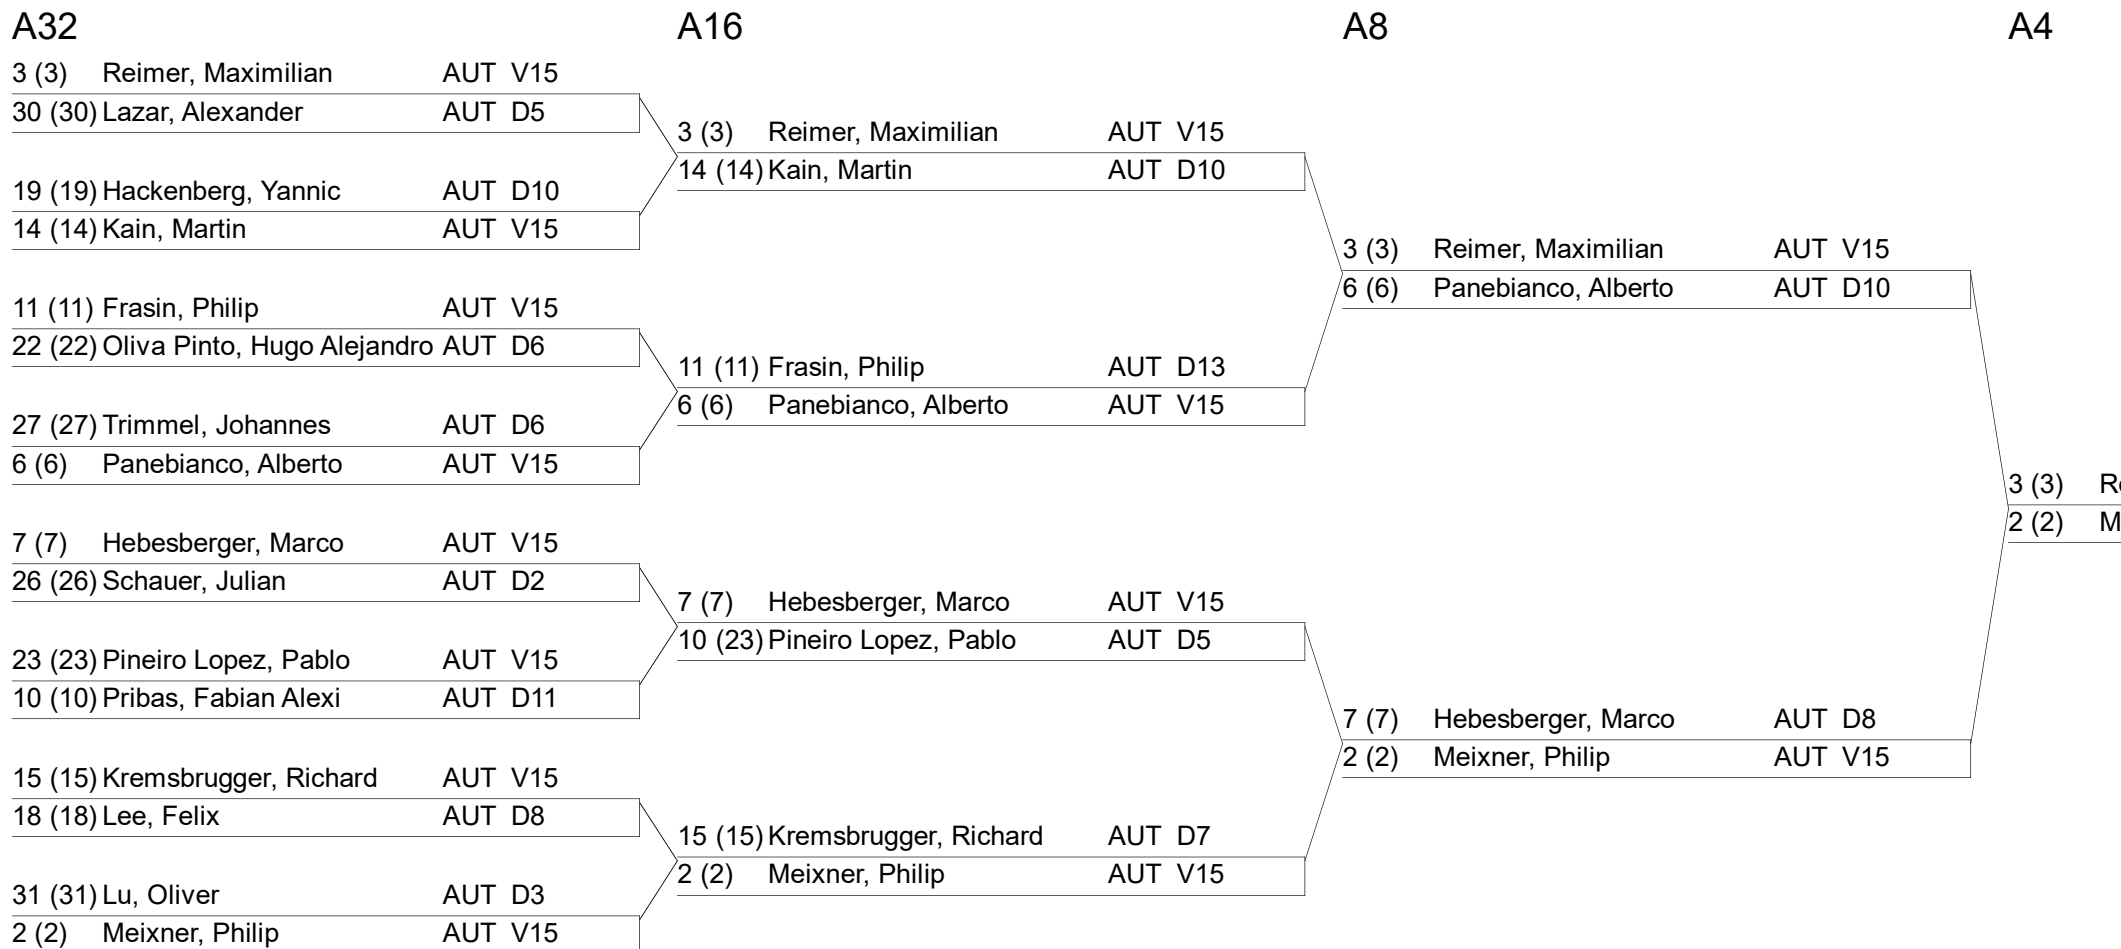 A32
3 (3) Reimer, Maximilian AUT V15
30 (30) Lazar, Alexander AUT D5
19 (19) Hackenberg, Yannic AUT D10
14 (14) Kain, Martin AUT V15
11 (11) Frasin, Philip AUT V15
22 (22) Oliva Pinto, Hugo Alejandro AUT D6
27 (27) Trimmel, Johannes AUT D6
6 (6) Panebianco, Alberto AUT V15
7 (7) Hebesberger, Marco AUT V15
26 (26) Schauer, Julian AUT D2
23 (23) Pineiro Lopez, Pablo AUT V15
10 (10) Pribas, Fabian Alexi AUT D11
15 (15) Kremsbrugger, Richard AUT V15
18 (18) Lee, Felix AUT D8
31 (31) Lu, Oliver AUT D3
2 (2) Meixner, Philip AUT V15
A16
3 (3) Reimer, Maximilian AUT V15
14 (14) Kain, Martin AUT D10
11 (11) Frasin, Philip AUT D13
6 (6) Panebianco, Alberto AUT V15
7 (7) Hebesberger, Marco AUT V15
10 (23) Pineiro Lopez, Pablo AUT D5
15 (15) Kremsbrugger, Richard AUT D7
2 (2) Meixner, Philip AUT V15
A8
3 (3) Reimer, Maximilian AUT V15
6 (6) Panebianco, Alberto AUT D10
7 (7) Hebesberger, Marco AUT D8
2 (2) Meixner, Philip AUT V15
A4
3 (3)
2 (2)